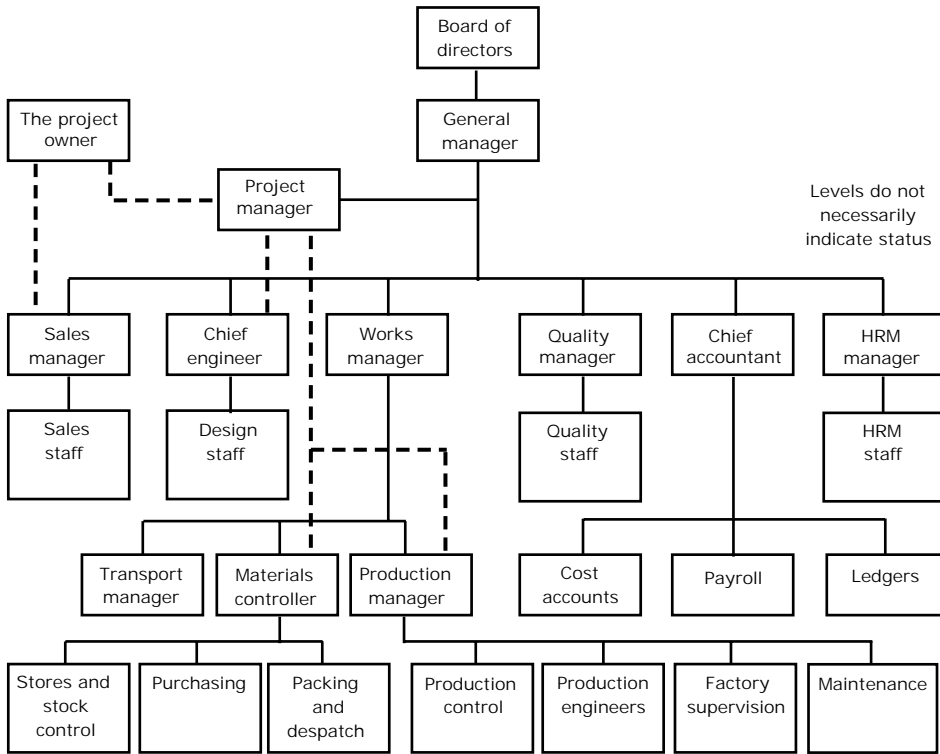 Board of
directors
General
manager
The project
owner
Project
manager
Levels do not
necessarily
indicate status
Sales
manager
Chief
engineer
Works
manager
Quality
manager
Chief
accountant
HRM
manager
Sales
staff
Design
staff
Quality
staff
HRM
staff
Transport
manager
Materials
controller
Production
manager
Cost
accounts
Payroll
Ledgers
Stores and
stock
control
Purchasing
Packing
and
despatch
Production
control
Production
engineers
Factory
supervision
Maintenance